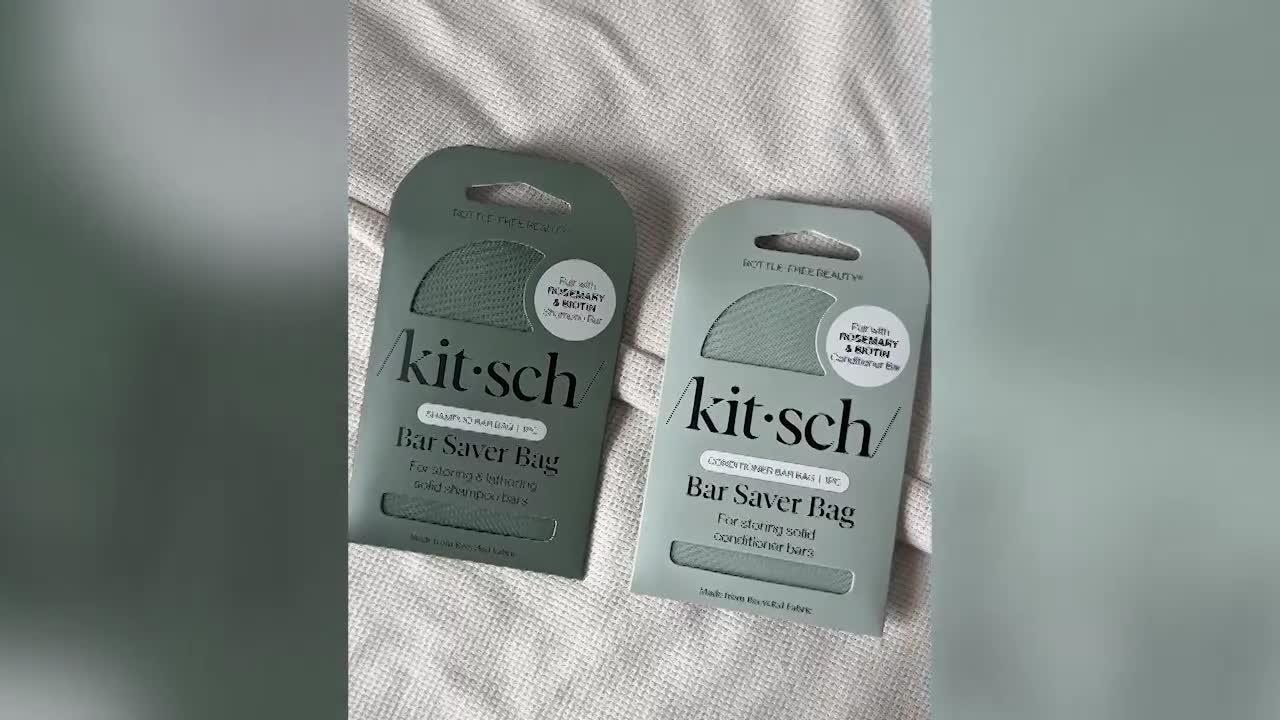 BOTTLE-FREE BEAUTY®
Pair with
ROSEMARY
& BIOTIN
Shampoo Bar
/kit·sch/
SHAMPOO BAR BAG | 1PC
Bar Saver Bag
For storing & lathering
solid shampoo bars
Made from Recycled Fabric
BOTTLE-FREE BEAUTY®
Pair with
ROSEMARY
& BIOTIN
Conditioner Bar
/kit·sch/
CONDITIONER BAR BAG | 1PC
Bar Saver Bag
For storing solid
conditioner bars
Made from Recycled Fabric